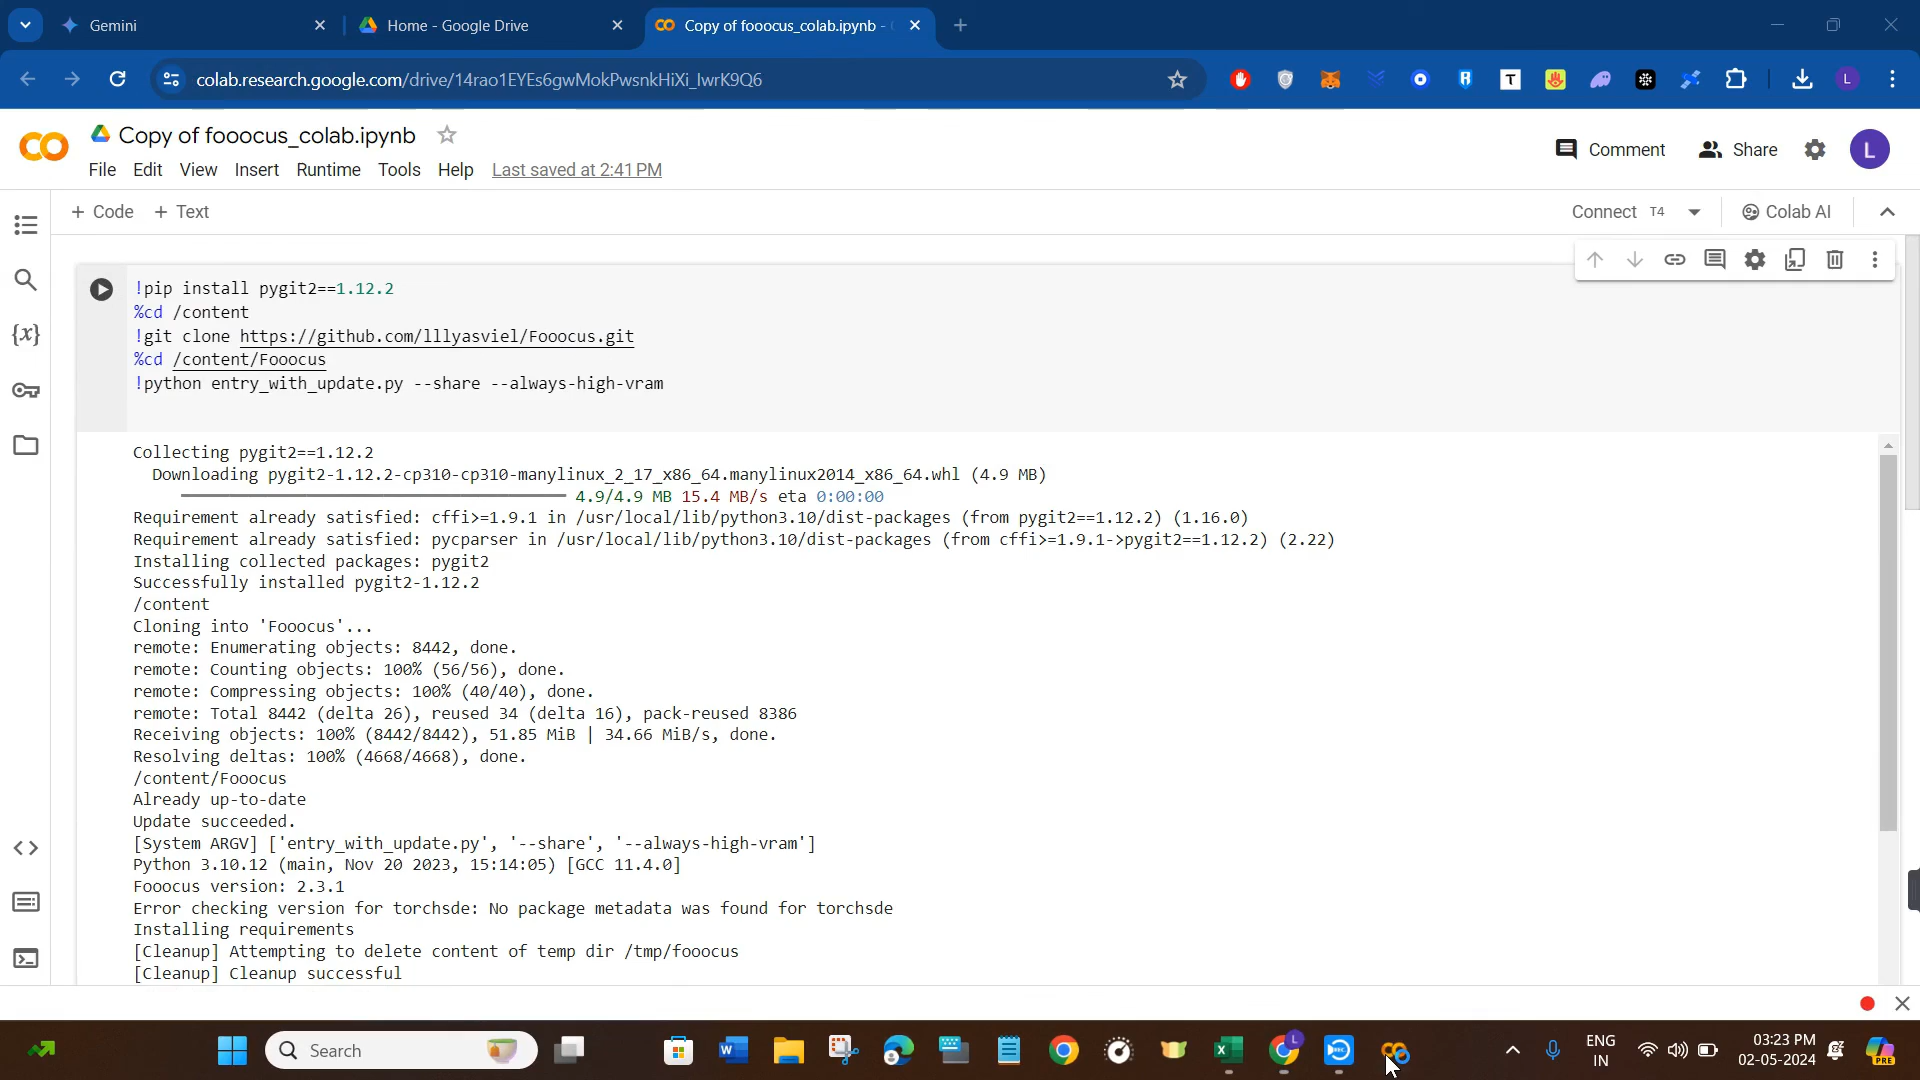 Gemini
Home - Google Drive
Copy of fooocus_colab.ipynb -
colab.research.google.com/drive/14rao1EYEs6gwMokPwsnkHiXi_IwrK9Q6
Copy of fooocus_colab.ipynb
Comment
Share
L
File Edit View Insert Runtime Tools Help Last saved at 2:41 PM
+ Code + Text
Connect T4
Colab AI
!pip install pygit2==1.12.2
%cd /content
!git clone https://github.com/lllyasviel/Fooocus.git
%cd /content/Fooocus
!python entry_with_update.py --share --always-high-vram
Collecting pygit2==1.12.2
Downloading pygit2-1.12.2-cp310-cp310-manylinux_2_17_x86_64.manylinux2014_x86_64.whl (4.9 MB)
4.9/4.9 MB 15.4 MB/s eta 0:00:00
Requirement already satisfied: cffi>=1.9.1 in /usr/local/lib/python3.10/dist-packages (from pygit2==1.12.2) (1.16.0)
Requirement already satisfied: pycparser in /usr/local/lib/python3.10/dist-packages (from cffi>=1.9.1->pygit2==1.12.2) (2.22)
Installing collected packages: pygit2
Successfully installed pygit2-1.12.2
/content
Cloning into 'Fooocus'...
remote: Enumerating objects: 8442, done.
remote: Counting objects: 100% (56/56), done.
remote: Compressing objects: 100% (40/40), done.
remote: Total 8442 (delta 26), reused 34 (delta 16), pack-reused 8386
Receiving objects: 100% (8442/8442), 51.85 MiB | 34.66 MiB/s, done.
Resolving deltas: 100% (4668/4668), done.
/content/Fooocus
Already up-to-date
Update succeeded.
[System ARGV] ['entry_with_update.py', '--share', '--always-high-vram']
Python 3.10.12 (main, Nov 20 2023, 15:14:05) [GCC 11.4.0]
Fooocus version: 2.3.1
Error checking version for torchsde: No package metadata was found for torchsde
Installing requirements
[Cleanup] Attempting to delete content of temp dir /tmp/fooocus
[Cleanup] Cleanup successful
Search
ENG
IN
03:23 PM
02-05-2024
PRE